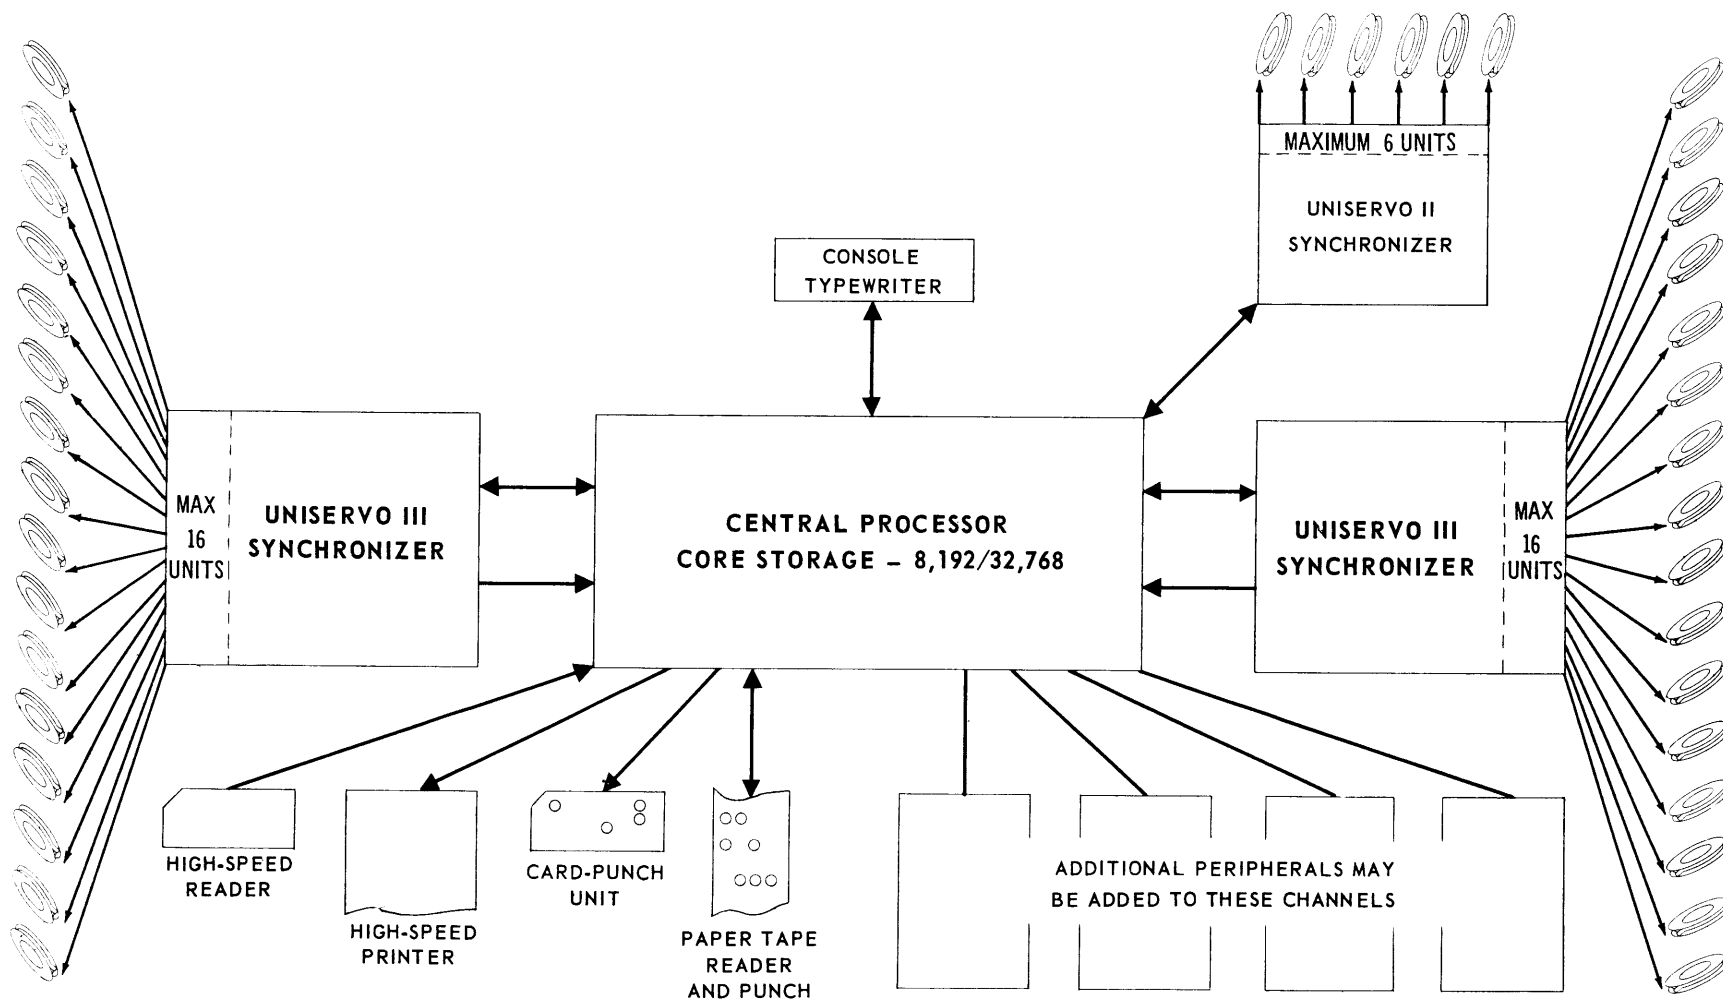 MAXIMUM 6 UNITS
UNISERVO II
SYNCHRONIZER
CONSOLE
TYPEWRITER
MAX
16
UNITS
UNISERVO III
SYNCHRONIZER
CENTRAL PROCESSOR
CORE STORAGE – 8,192/32,768
UNISERVO III
SYNCHRONIZER
MAX
16
UNITS
HIGH-SPEED
READER
HIGH-SPEED
PRINTER
CARD-PUNCH
UNIT
PAPER TAPE
READER
AND PUNCH
ADDITIONAL PERIPHERALS MAY
BE ADDED TO THESE CHANNELS